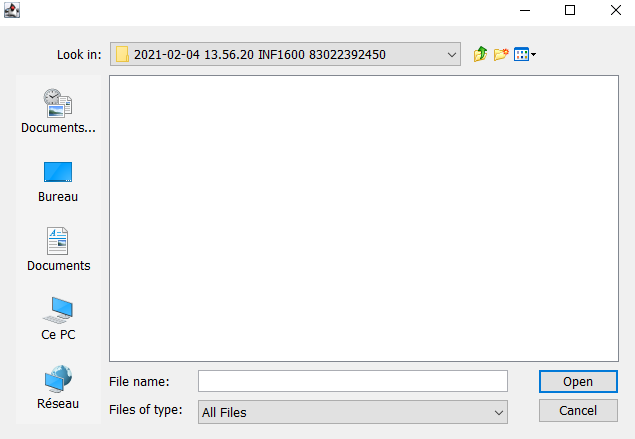 Look in:
2021-02-04 13.56.20 INF1600 83022392450
Documents...
Bureau
Documents
Ce PC
Réseau
File name:
Open
Files of type:
All Files
Cancel